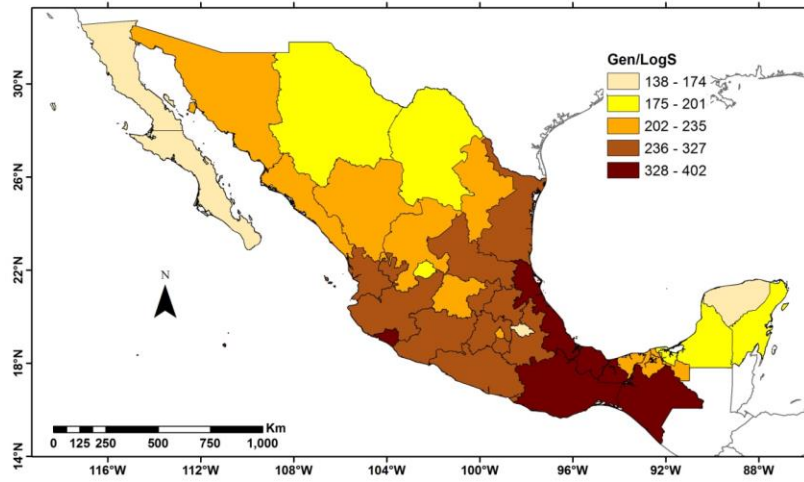 Gen/LogS
138 - 174
175 - 201
202 - 235
236 - 327
328 - 402
30°N
26°N
22°N
18°N
14°N
N
Km
0 125 250 500 750 1,000
116°W 112°W 108°W 104°W 100°W 96°W 92°W 88°W